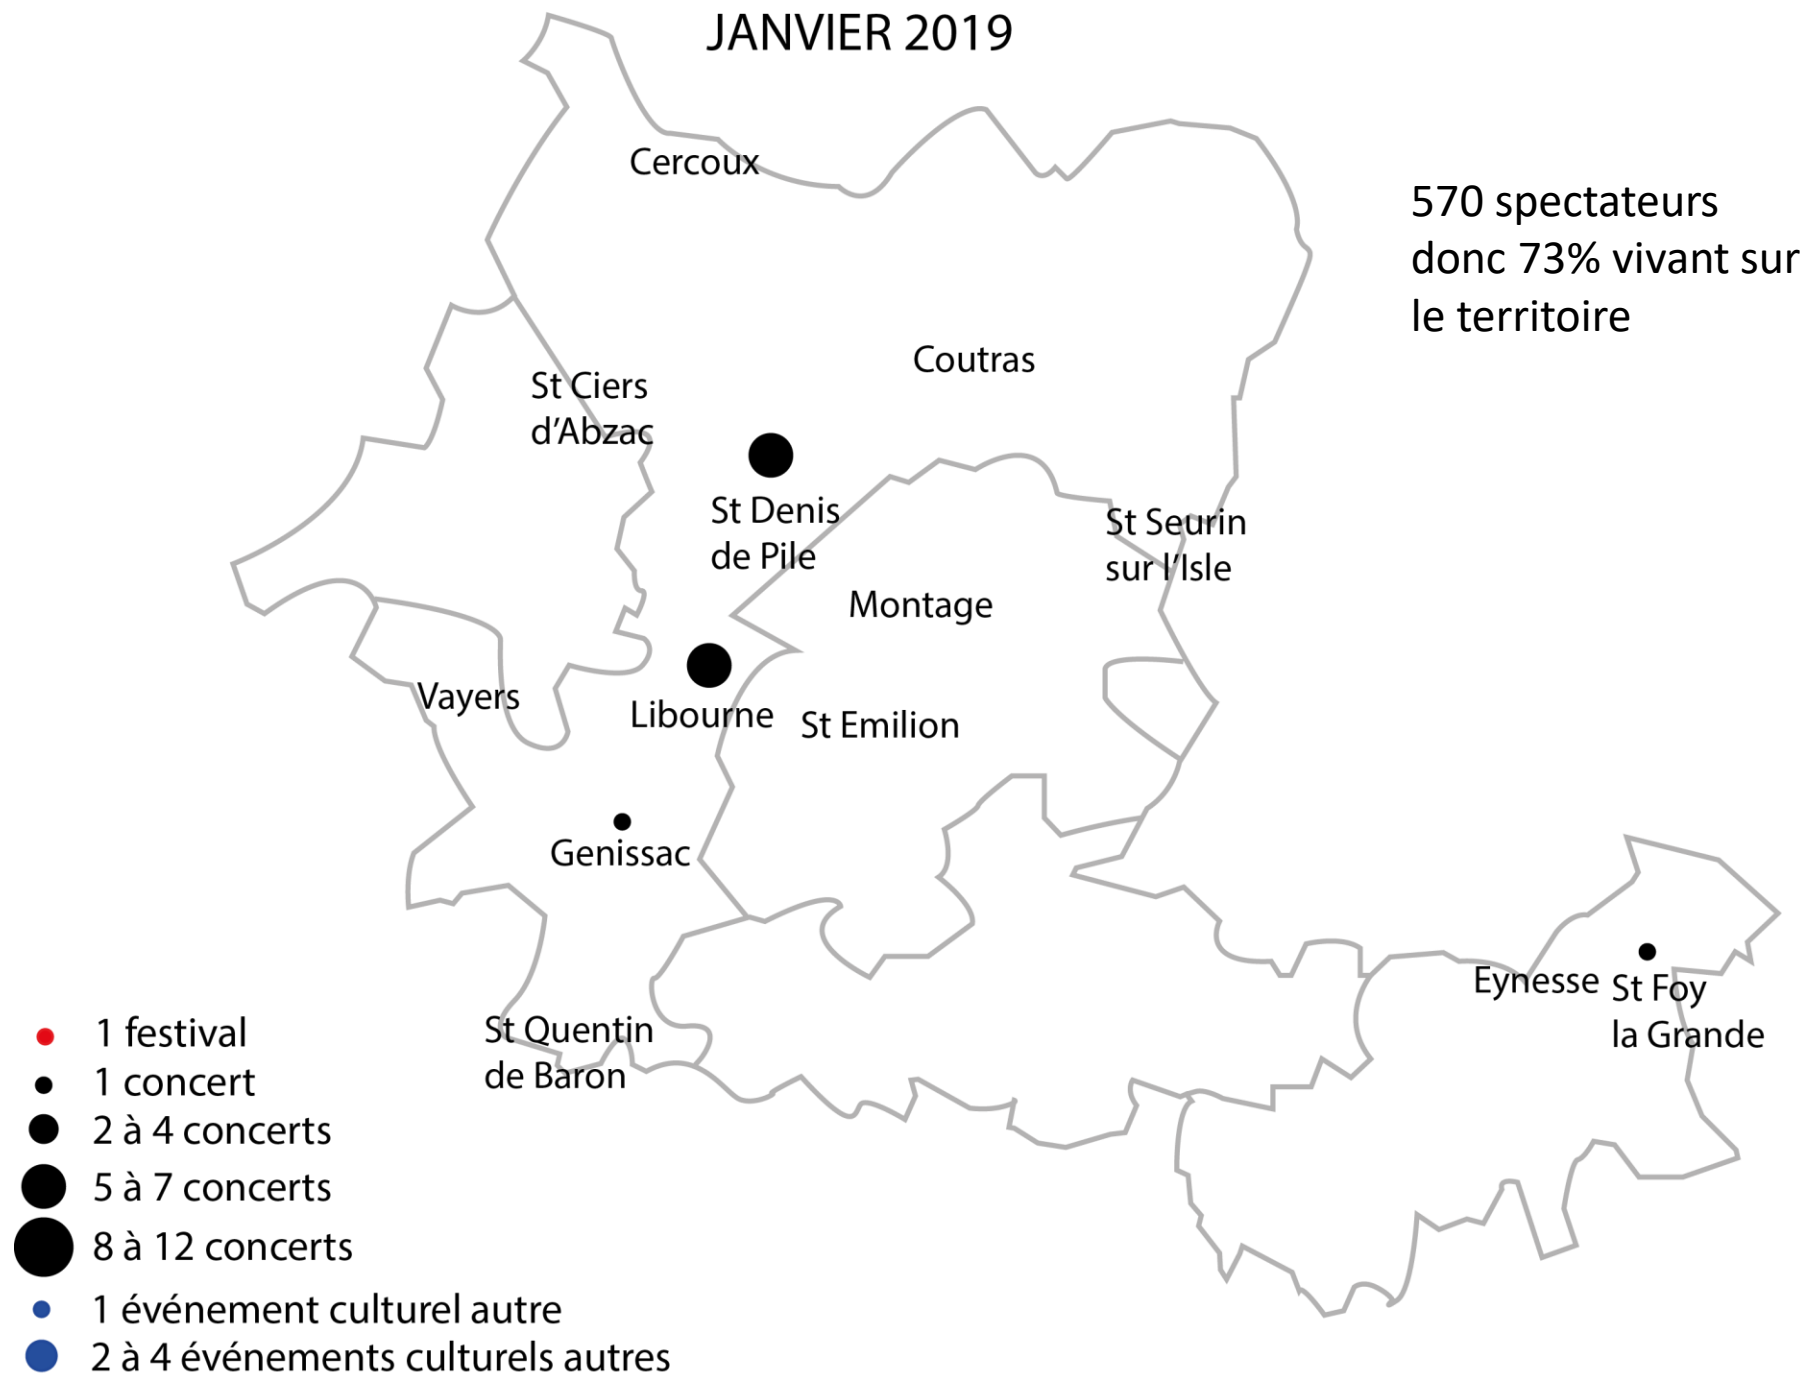 JANVIER 2019
Cercoux
570 spectateurs
donc 73% vivant sur
le territoire
Coutras
St Ciers
d'Abzac
St Denis
de Pile
St Seurin
sur l'Isle
Montage
Vayers
Libourne
St Emilion
Genissac
Eynesse
St Foy
la Grande
St Quentin
de Baron
1 festival
1 concert
2 à 4 concerts
5 à 7 concerts
8 à 12 concerts
1 événement culturel autre
2 à 4 événements culturels autres